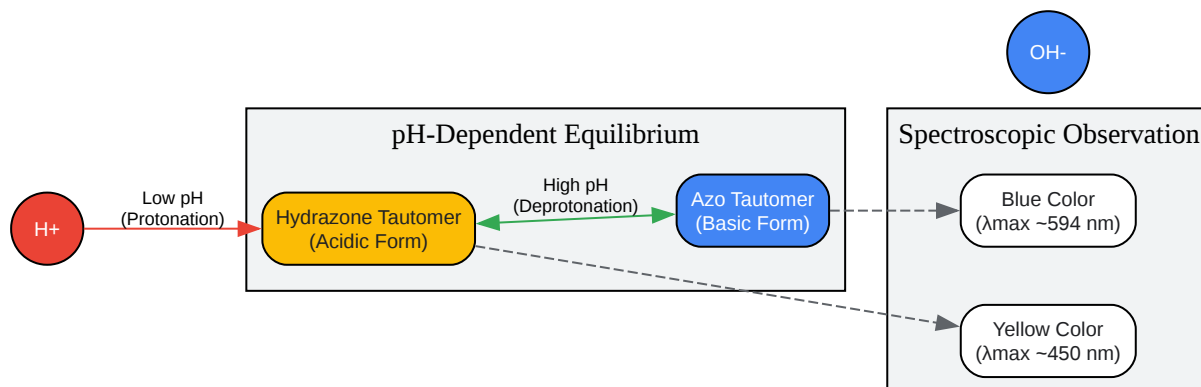 OH-
pH-Dependent Equilibrium
Spectroscopic Observation
H+
Low pH
(Protonation)
Hydrazone Tautomer
(Acidic Form)
High pH
(Deprotonation)
Azo Tautomer
(Basic Form)
Blue Color
(λmax ~594 nm)
Yellow Color
(λmax ~450 nm)